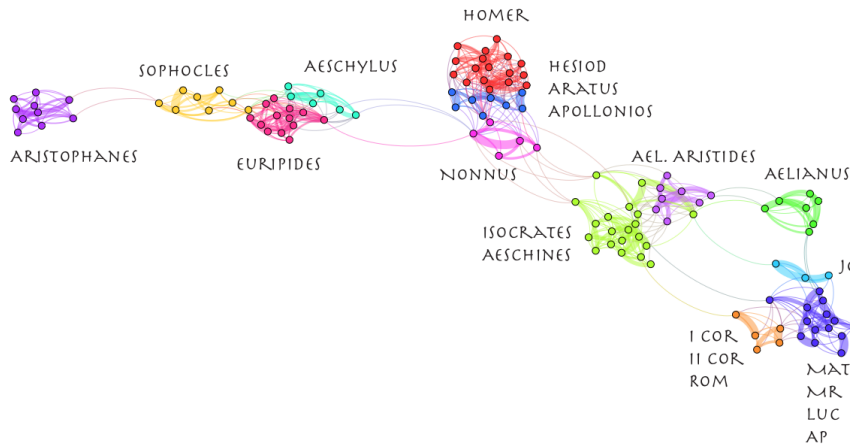 HOMER
SOPHOCLES
AESCHYLUS
HESIOD
ARATUS
APOLLONIOS
ARISTOPHANES
EURIPIDES
NONNUS
AEL. ARISTIDES
AELIANUS
ISOCRATES
AESCHINES
I COR
II COR
ROM
MAT
MR
LUC
AP